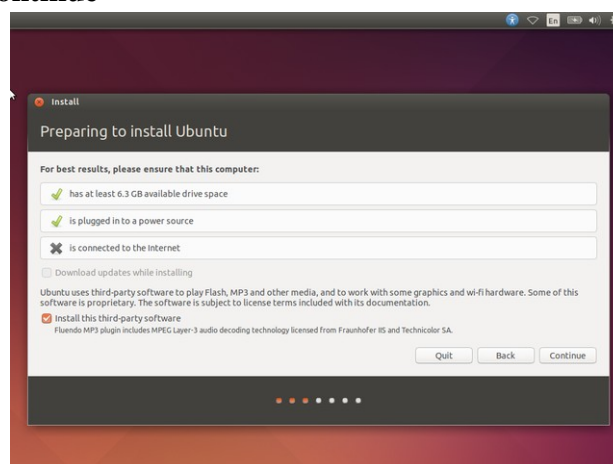 En
Install
Preparing to install Ubuntu
For best results, please ensure that this computer:
has at least 6.3 GB available drive space
is plugged in to a power source
is connected to the Internet
Download updates while installing
Ubuntu uses third-party software to play Flash, MP3 and other media, and to work with some graphics and wi-fi hardware. Some of this
software is proprietary. The software is subject to license terms included with its documentation.
Install this third-party software
Fluendo MP3 plugin includes MPEG Layer-3 audio decoding technology licensed from Fraunhofer IIS and Technicolor SA.
Quit Back Continue